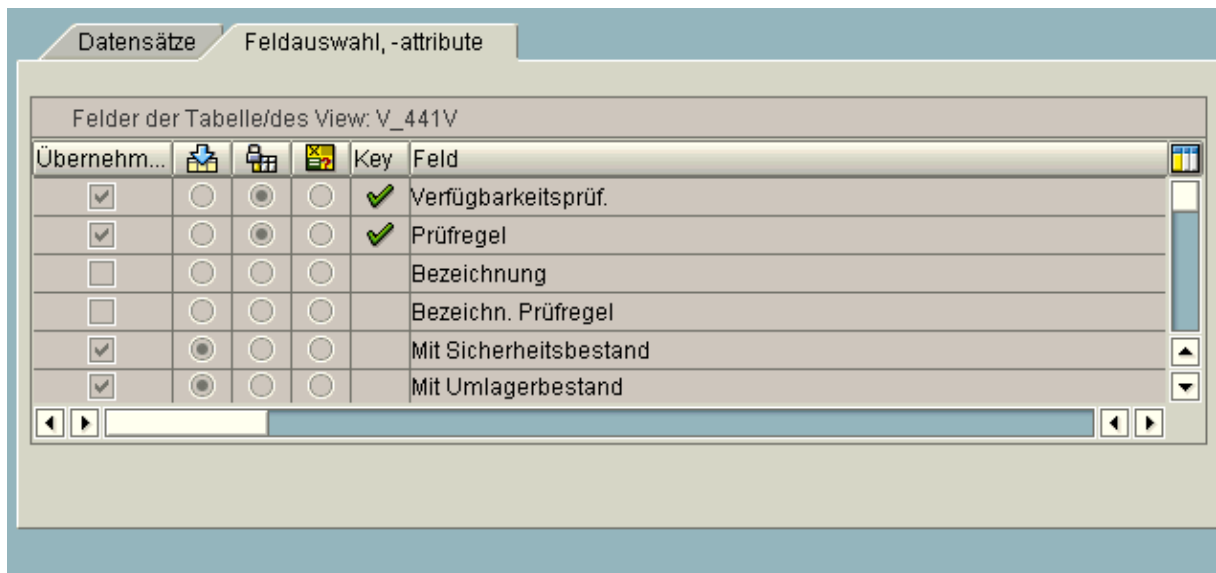 Datensätze Feldauswahl, -attribute
Felder der Tabelle/des View: V_441V
Übernehm... Key Feld
Verfügbarkeitsprüf.
Prüfregel
Bezeichnung
Bezeichn. Prüfregel
Mit Sicherheitsbestand
Mit Umlagerbestand